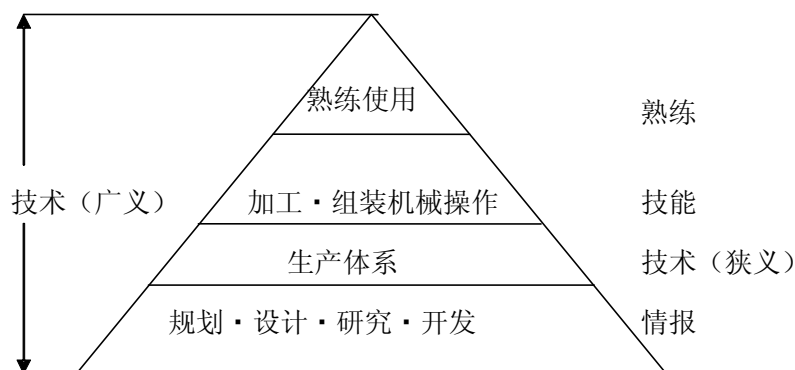 熟练使用
熟练
技术（广义）
加工·组装机械操作
技能
生产体系
技术（狭义）
规划·设计·研究·开发
情报